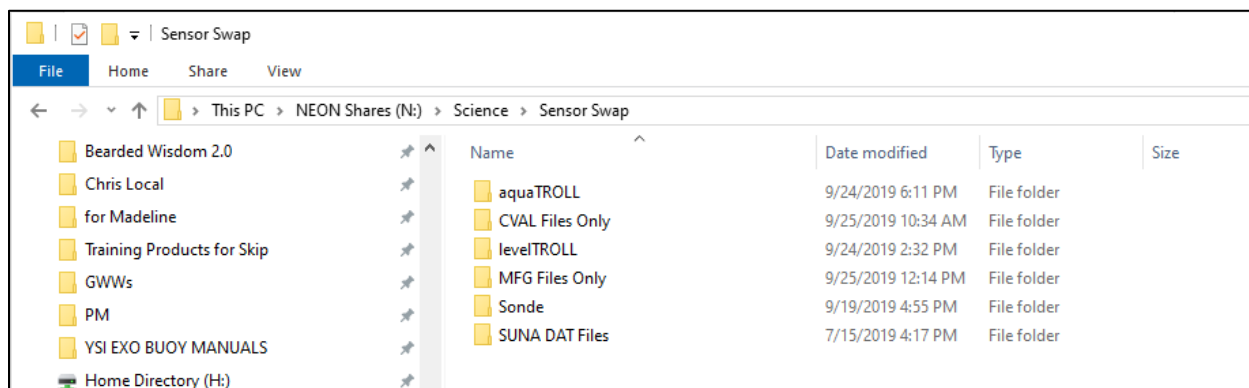 Sensor Swap
File Home Share View
This PC > NEON Shares (N:) > Science > Sensor Swap
Bearded Wisdom 2.0
Chris Local
for Madeline
Training Products for Skip
GWWs
PM
YSI EXO BUOY MANUALS
Home Directory (H:)
Name Date modified Type Size
aquaTROLL 9/24/2019 6:11 PM File folder
CVAL Files Only 9/25/2019 10:34 AM File folder
levelTROLL 9/24/2019 2:32 PM File folder
MFG Files Only 9/25/2019 12:14 PM File folder
Sonde 9/19/2019 4:55 PM File folder
SUNA DAT Files 7/15/2019 4:17 PM File folder